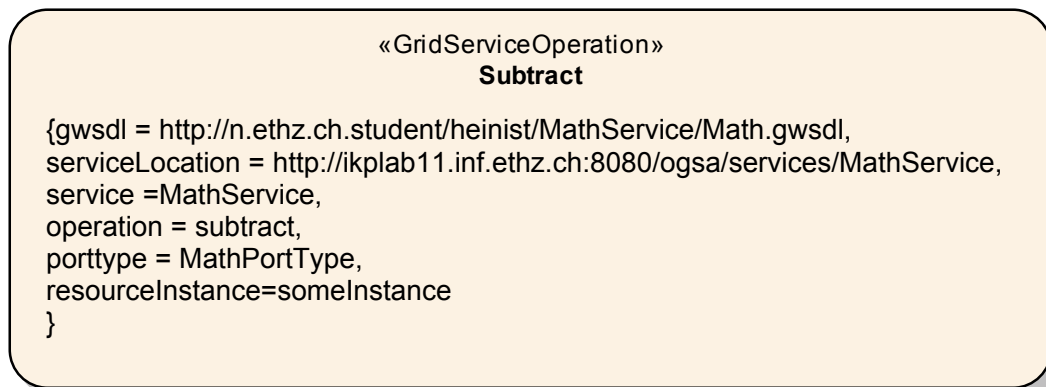 «GridServiceOperation»
Subtract
{gwsdl = http://n.ethz.ch.student/heinist/MathService/Math.gwsdl,
serviceLocation = http://ikplab11.inf.ethz.ch:8080/ogsa/services/MathService,
service =MathService,
operation = subtract,
porttype = MathPortType,
resourceInstance=someInstance
}